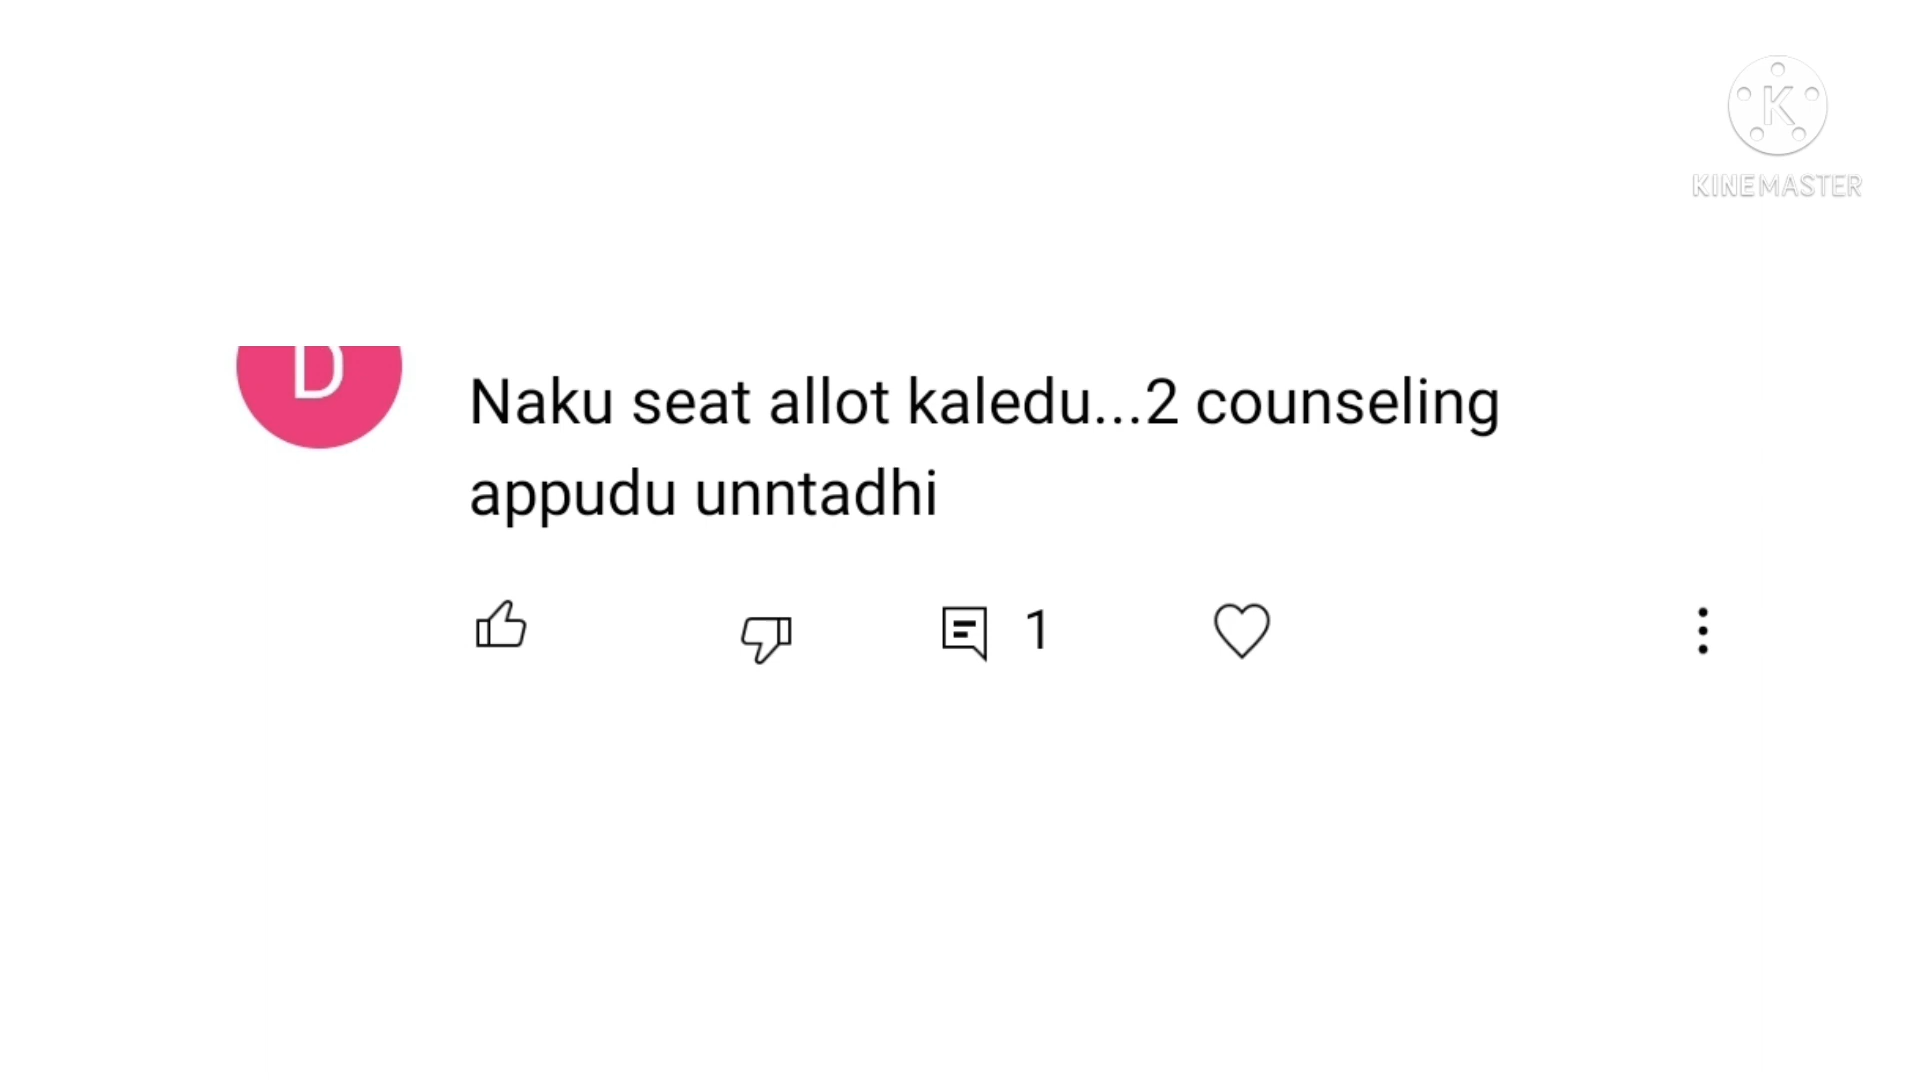 KINEMASTER
D
Naku seat allot kaledu...2 counseling
appudu unntadhi
1